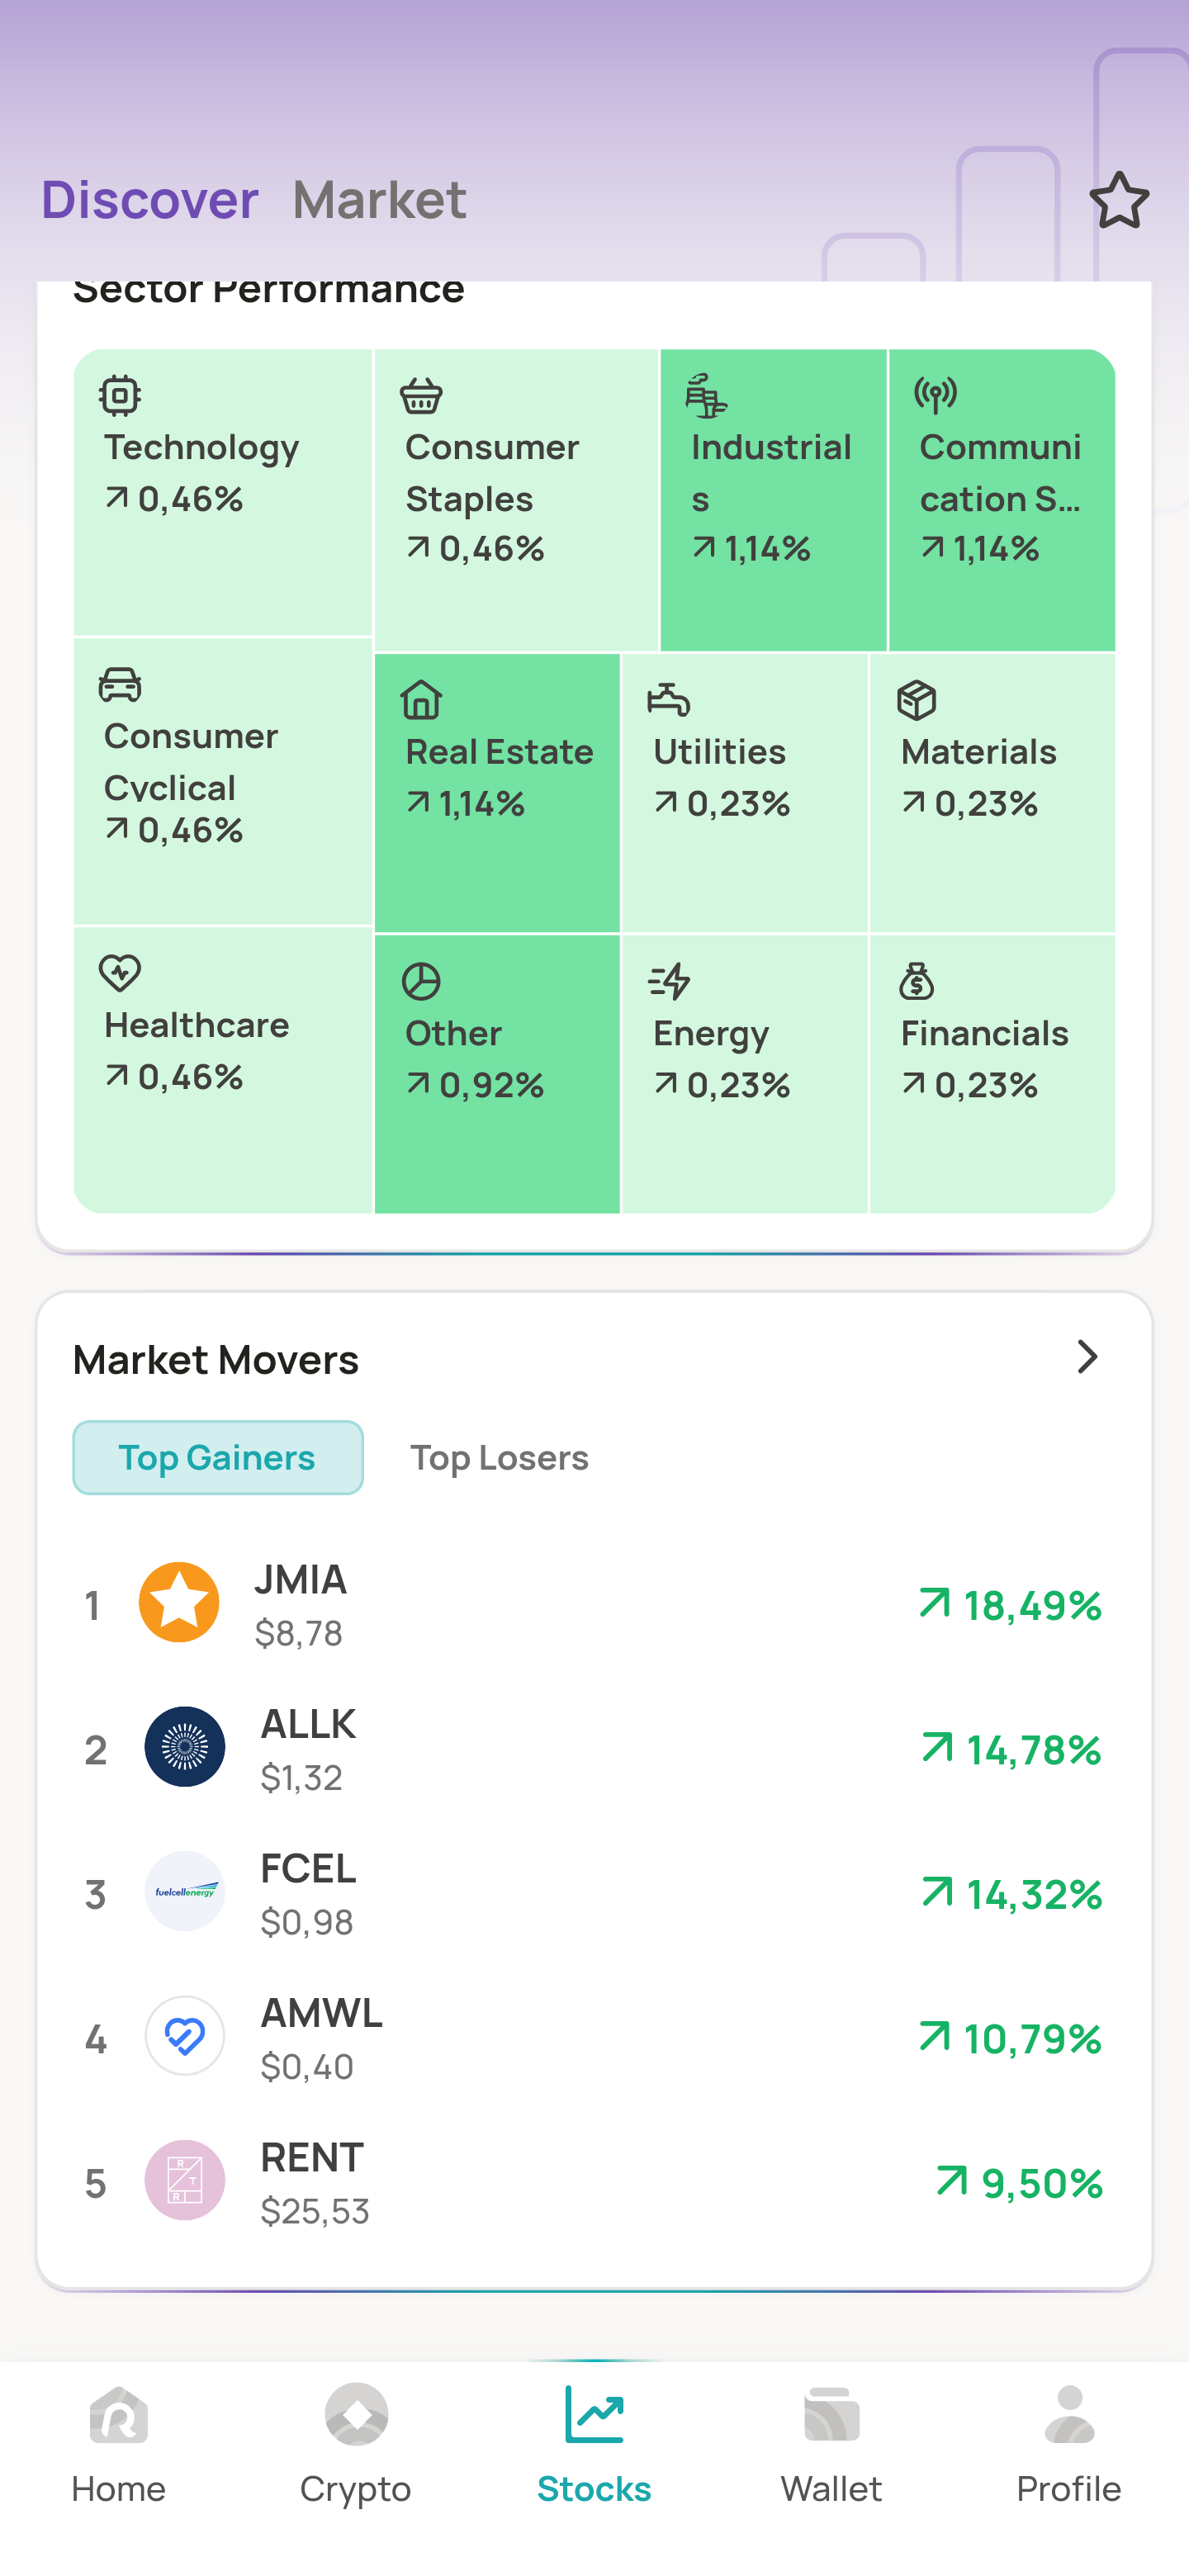 Discover Market
Sector Performance
Technology
0,46%
Consumer
Staples
0,46%
Industrial
s
1,14%
Communi
cation S...
1,14%
Consumer
Cyclical
0,46%
Real Estate
1,14%
Utilities
0,23%
Materials
0,23%
Healthcare
0,46%
Other
0,92%
Energy
0,23%
Financials
0,23%
Market Movers
Top Gainers Top Losers
1 JMIA
$8,78
18,49%
2 ALLK
$1,32
14,78%
3 fuelcellenergy FCEL
$0,98
14,32%
4 AMWL
$0,40
10,79%
5 RTR RENT
$25,53
9,50%
Home Crypto Stocks Wallet Profile